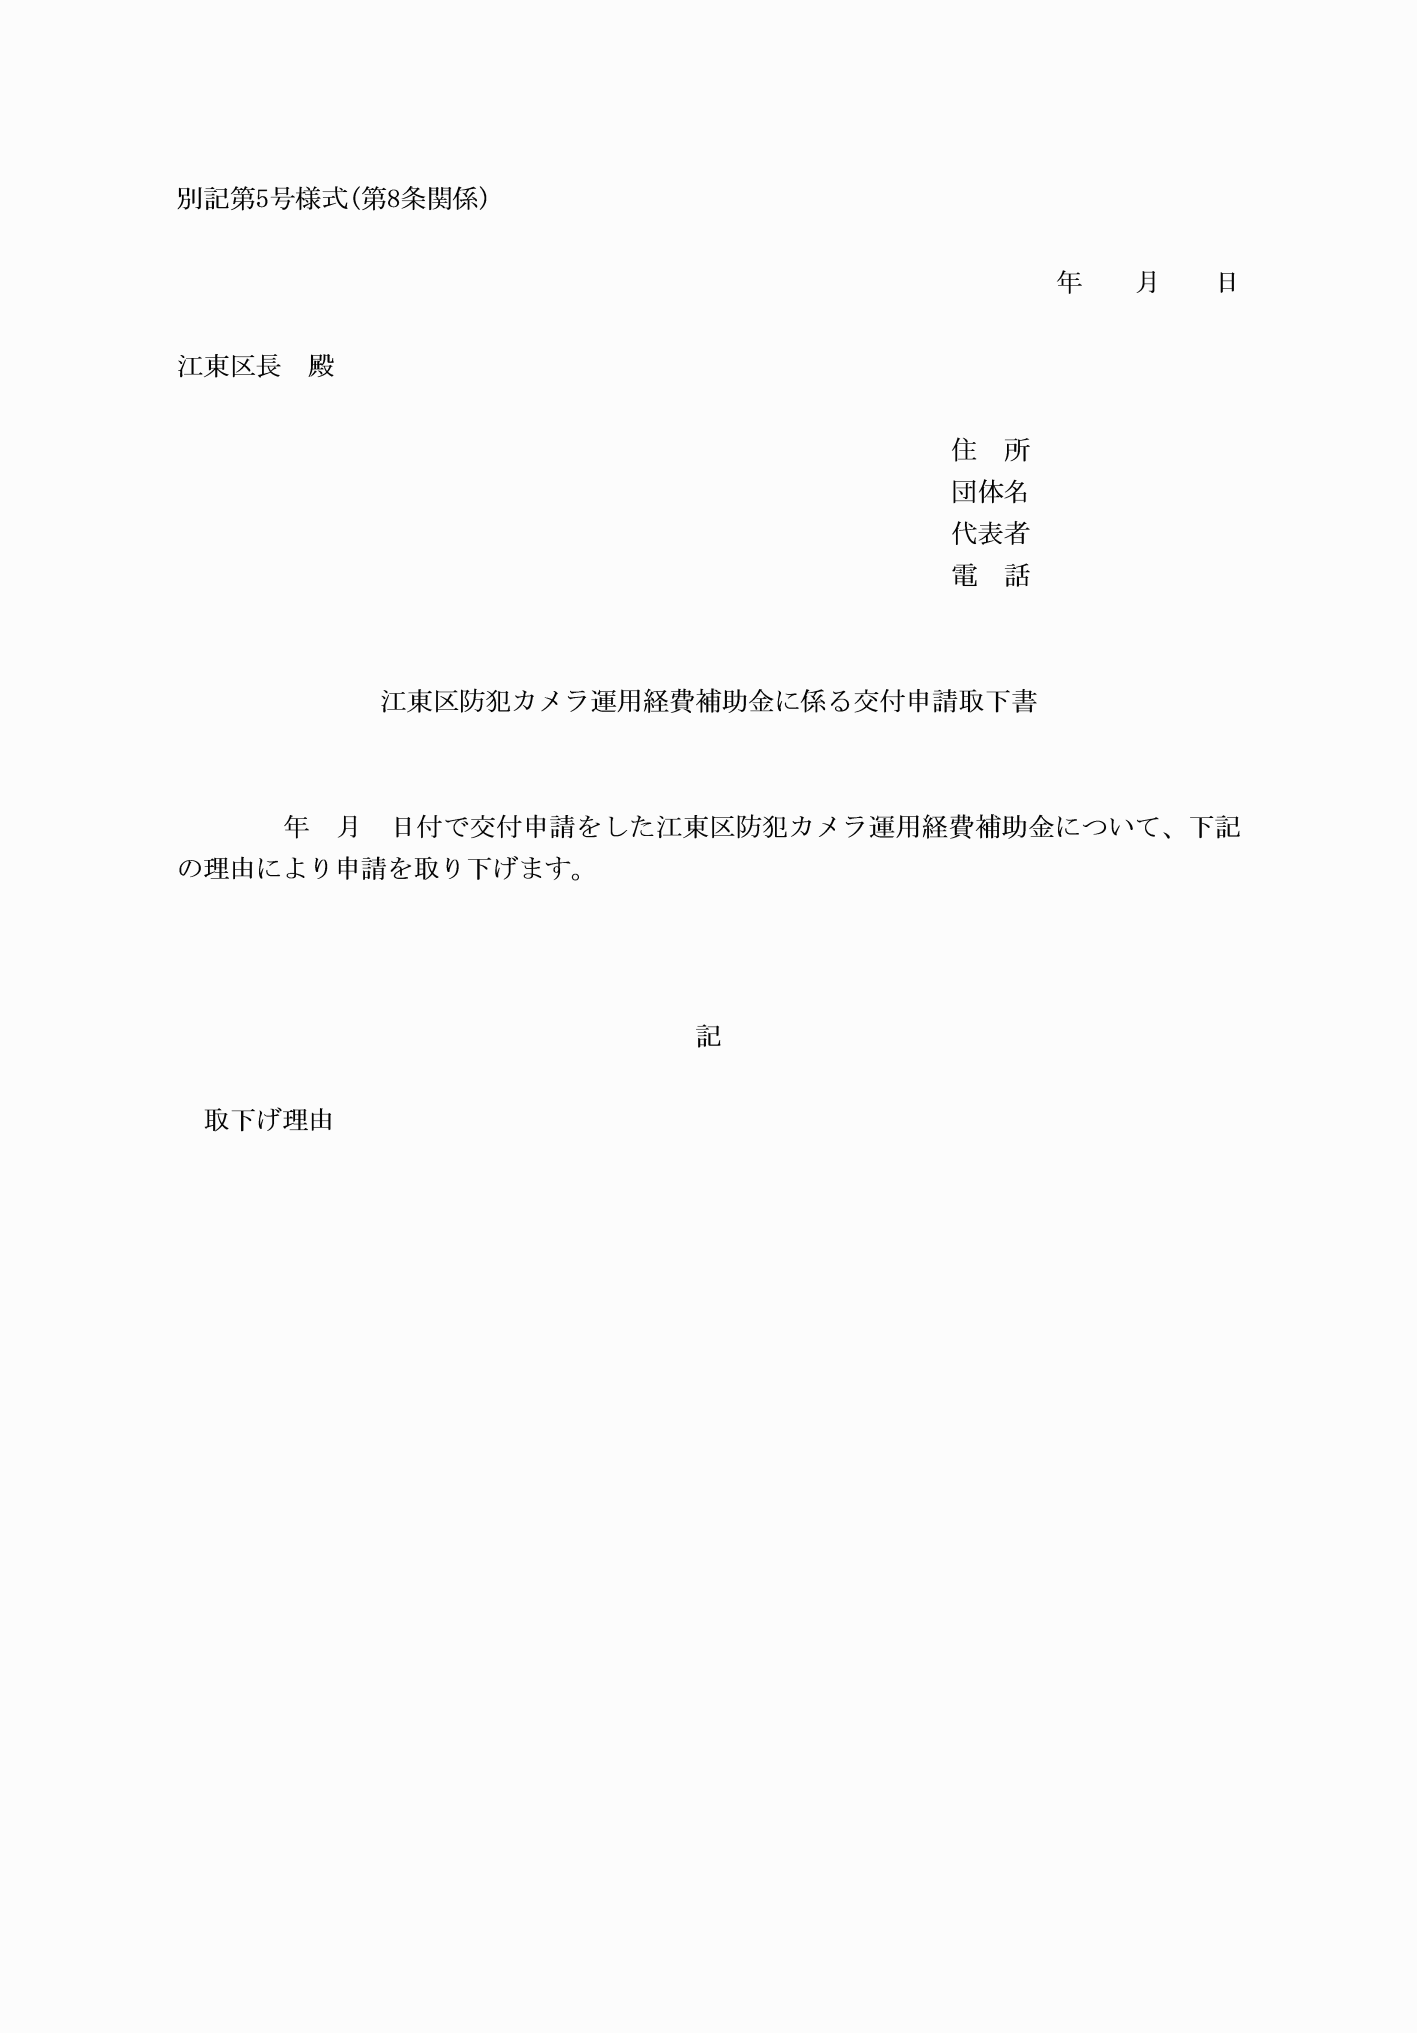 別記第5号様式(第8条関係)
年　　月　　日
江東区長　殿
住　所
団体名
代表者
電　話
江東区防犯カメラ運用経費補助金に係る交付申請取下書
年　月　日付で交付申請をした江東区防犯カメラ運用経費補助金について、下記
の理由により申請を取り下げます。
記
取下げ理由